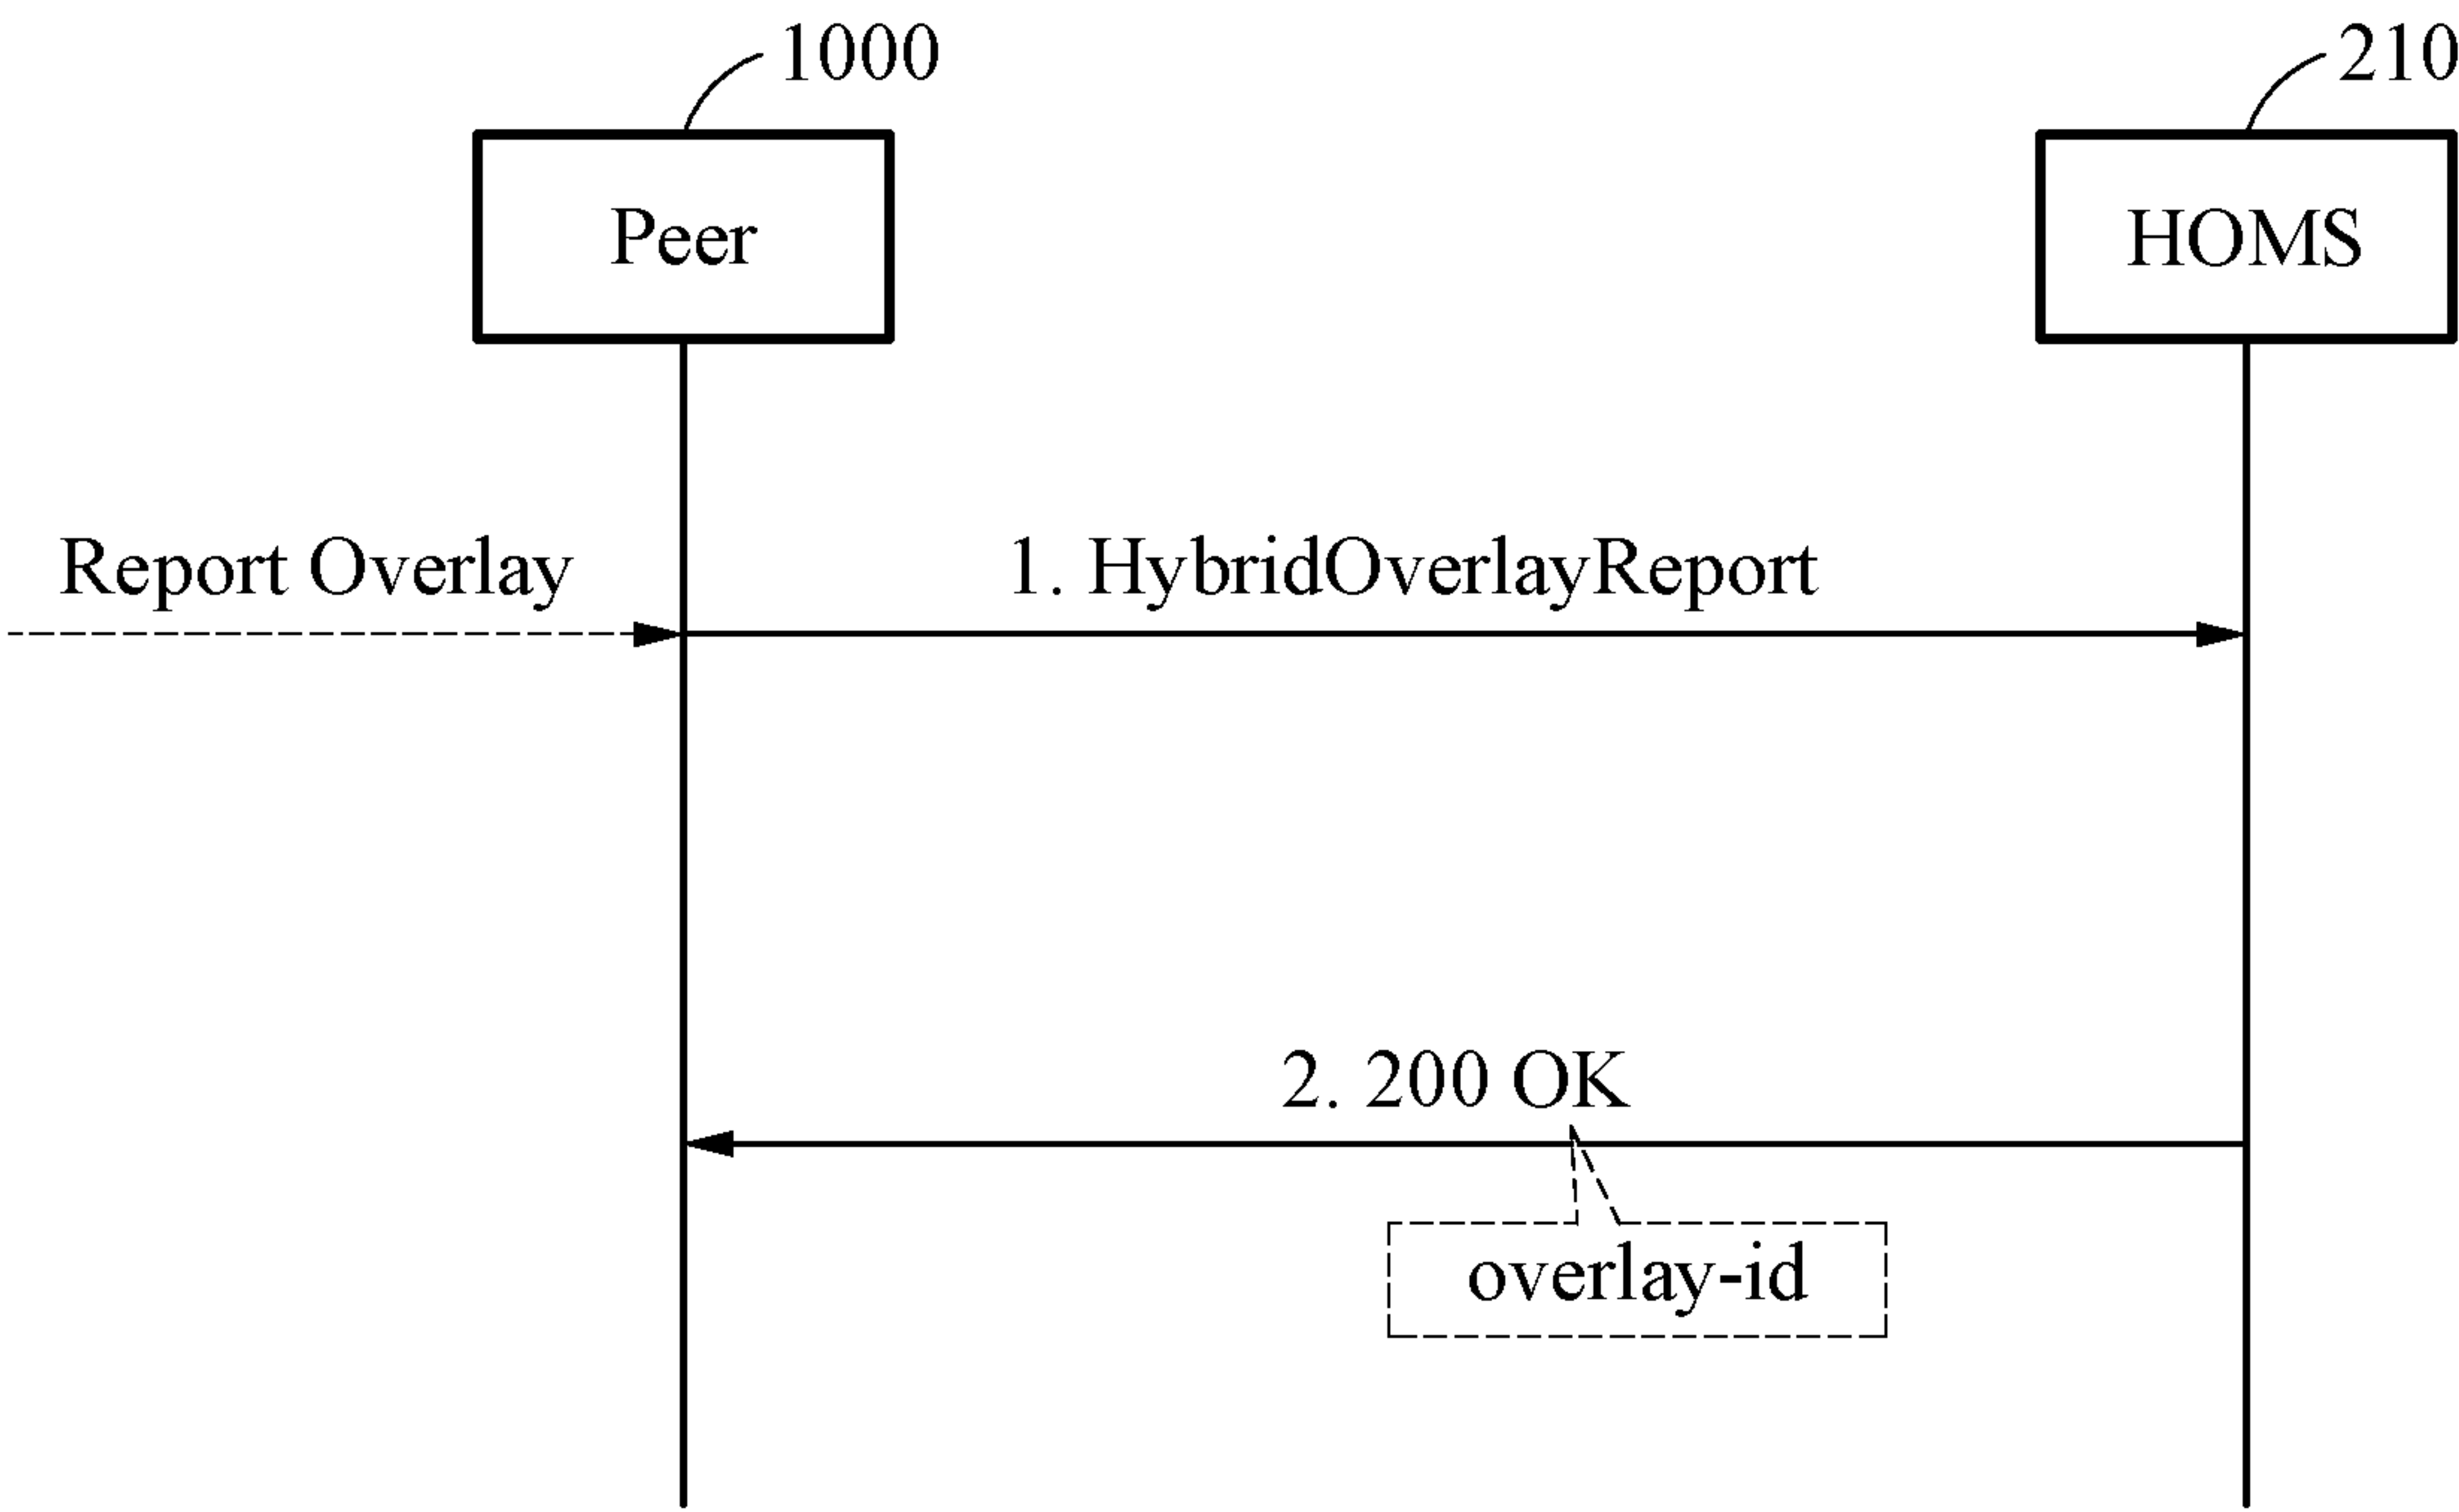 1000
210
Peer
HOMS
Report Overlay
1. HybridOverlayReport
2. 200 OK
overlay-id